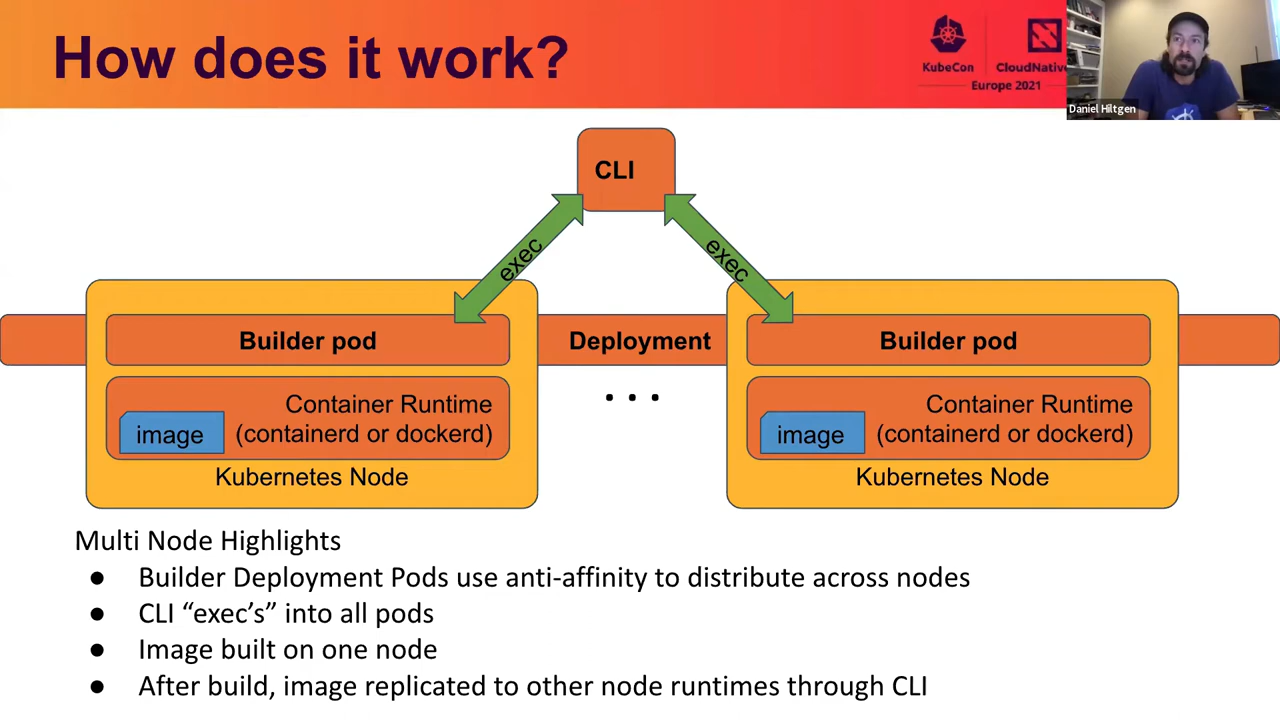 How does it work?
KubeCon
CloudNative
Europe 2021
Daniel Hiltgen
CLI
exec
exec
Builder pod
Deployment
Builder pod
. . .
Container Runtime
(containerd or dockerd)
image
Kubernetes Node
Container Runtime
(containerd or dockerd)
image
Kubernetes Node
Multi Node Highlights
● Builder Deployment Pods use anti-affinity to distribute across nodes
● CLI “exec’s” into all pods
● Image built on one node
● After build, image replicated to other node runtimes through CLI